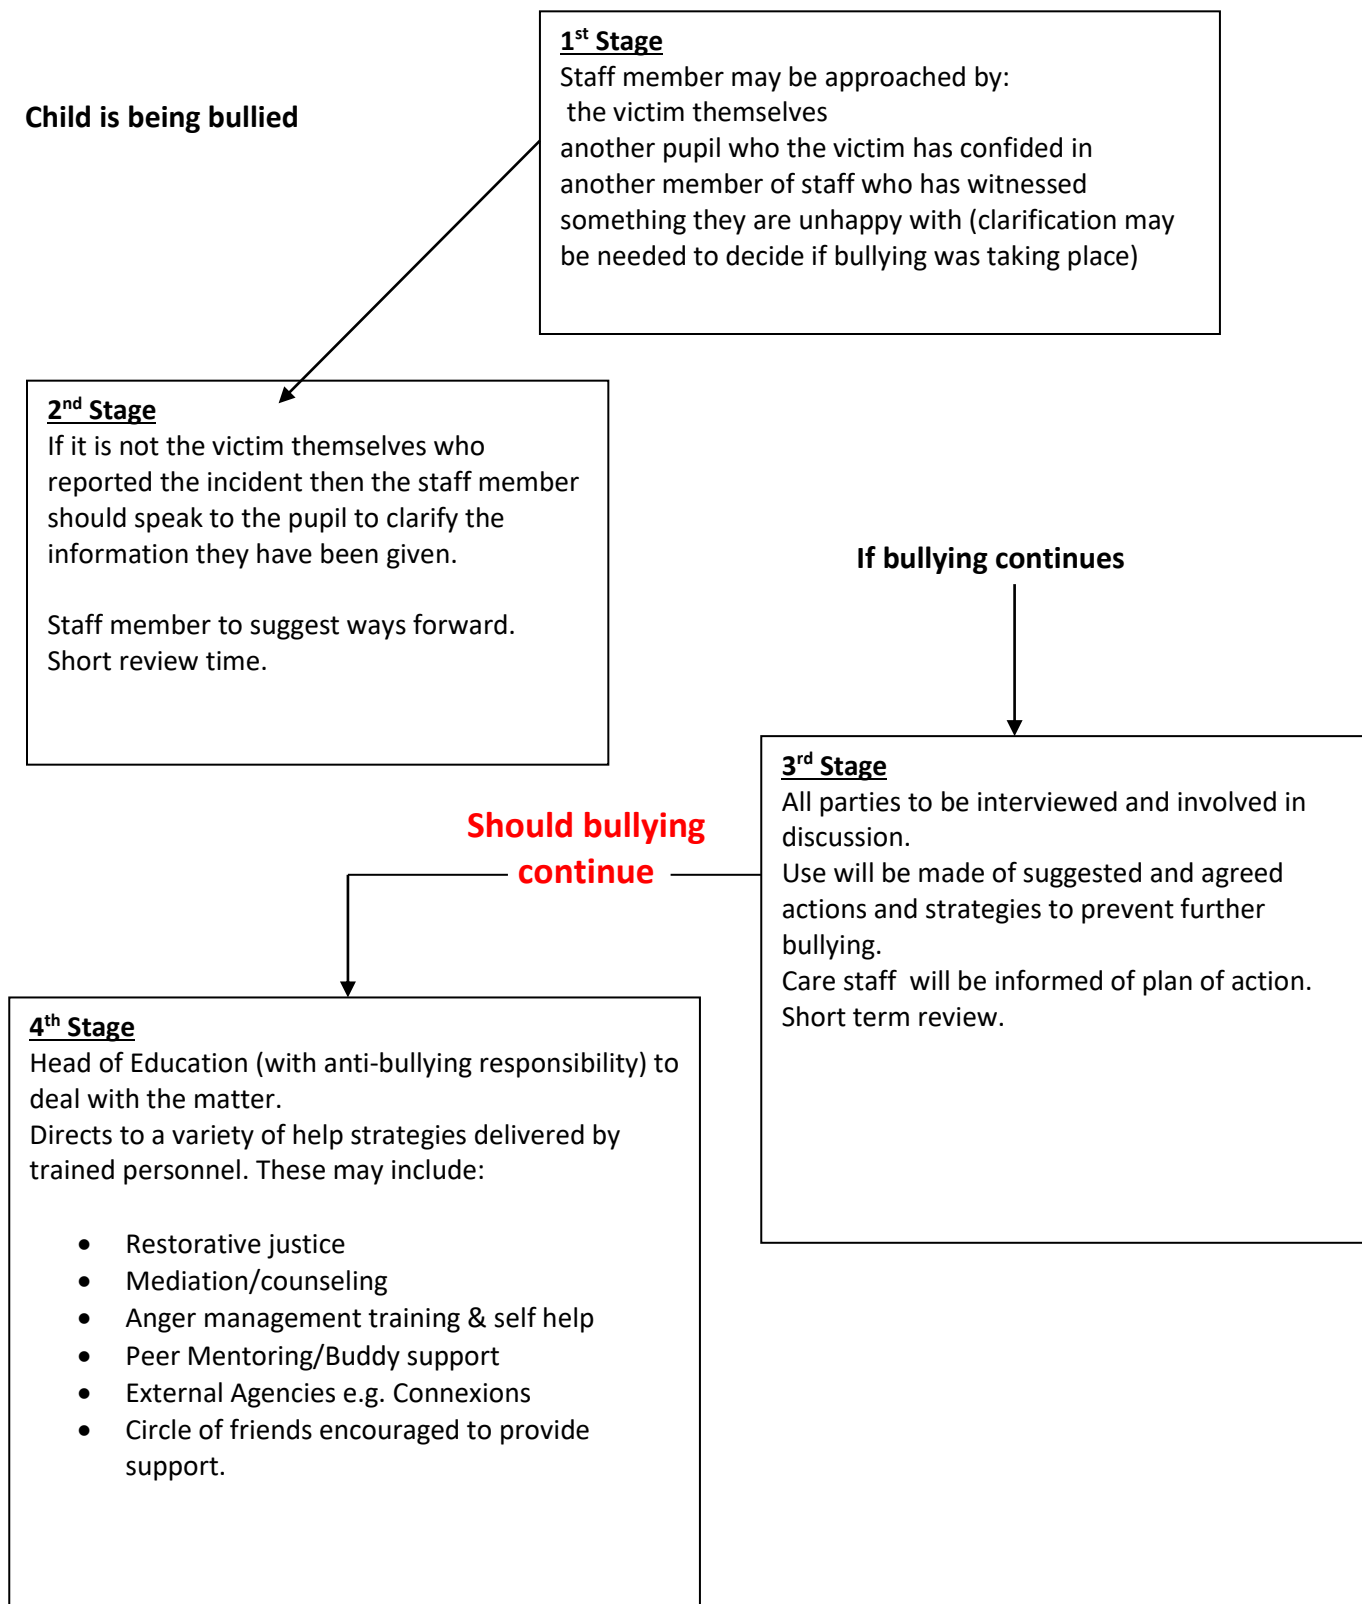 Child is being bullied
1st Stage
Staff member may be approached by:
the victim themselves
another pupil who the victim has confided in
another member of staff who has witnessed
something they are unhappy with (clarification may
be needed to decide if bullying was taking place)
2nd Stage
If it is not the victim themselves who
reported the incident then the staff member
should speak to the pupil to clarify the
information they have been given.
Staff member to suggest ways forward.
Short review time.
If bullying continues
3rd Stage
All parties to be interviewed and involved in
discussion.
Use will be made of suggested and agreed
actions and strategies to prevent further
bullying.
Care staff  will be informed of plan of action.
Short term review.
Should bullying
continue
4th Stage
Head of Education (with anti-bullying responsibility) to
deal with the matter.
Directs to a variety of help strategies delivered by
trained personnel. These may include:
• Restorative justice
• Mediation/counseling
• Anger management training & self help
• Peer Mentoring/Buddy support
• External Agencies e.g. Connexions
• Circle of friends encouraged to provide
support.